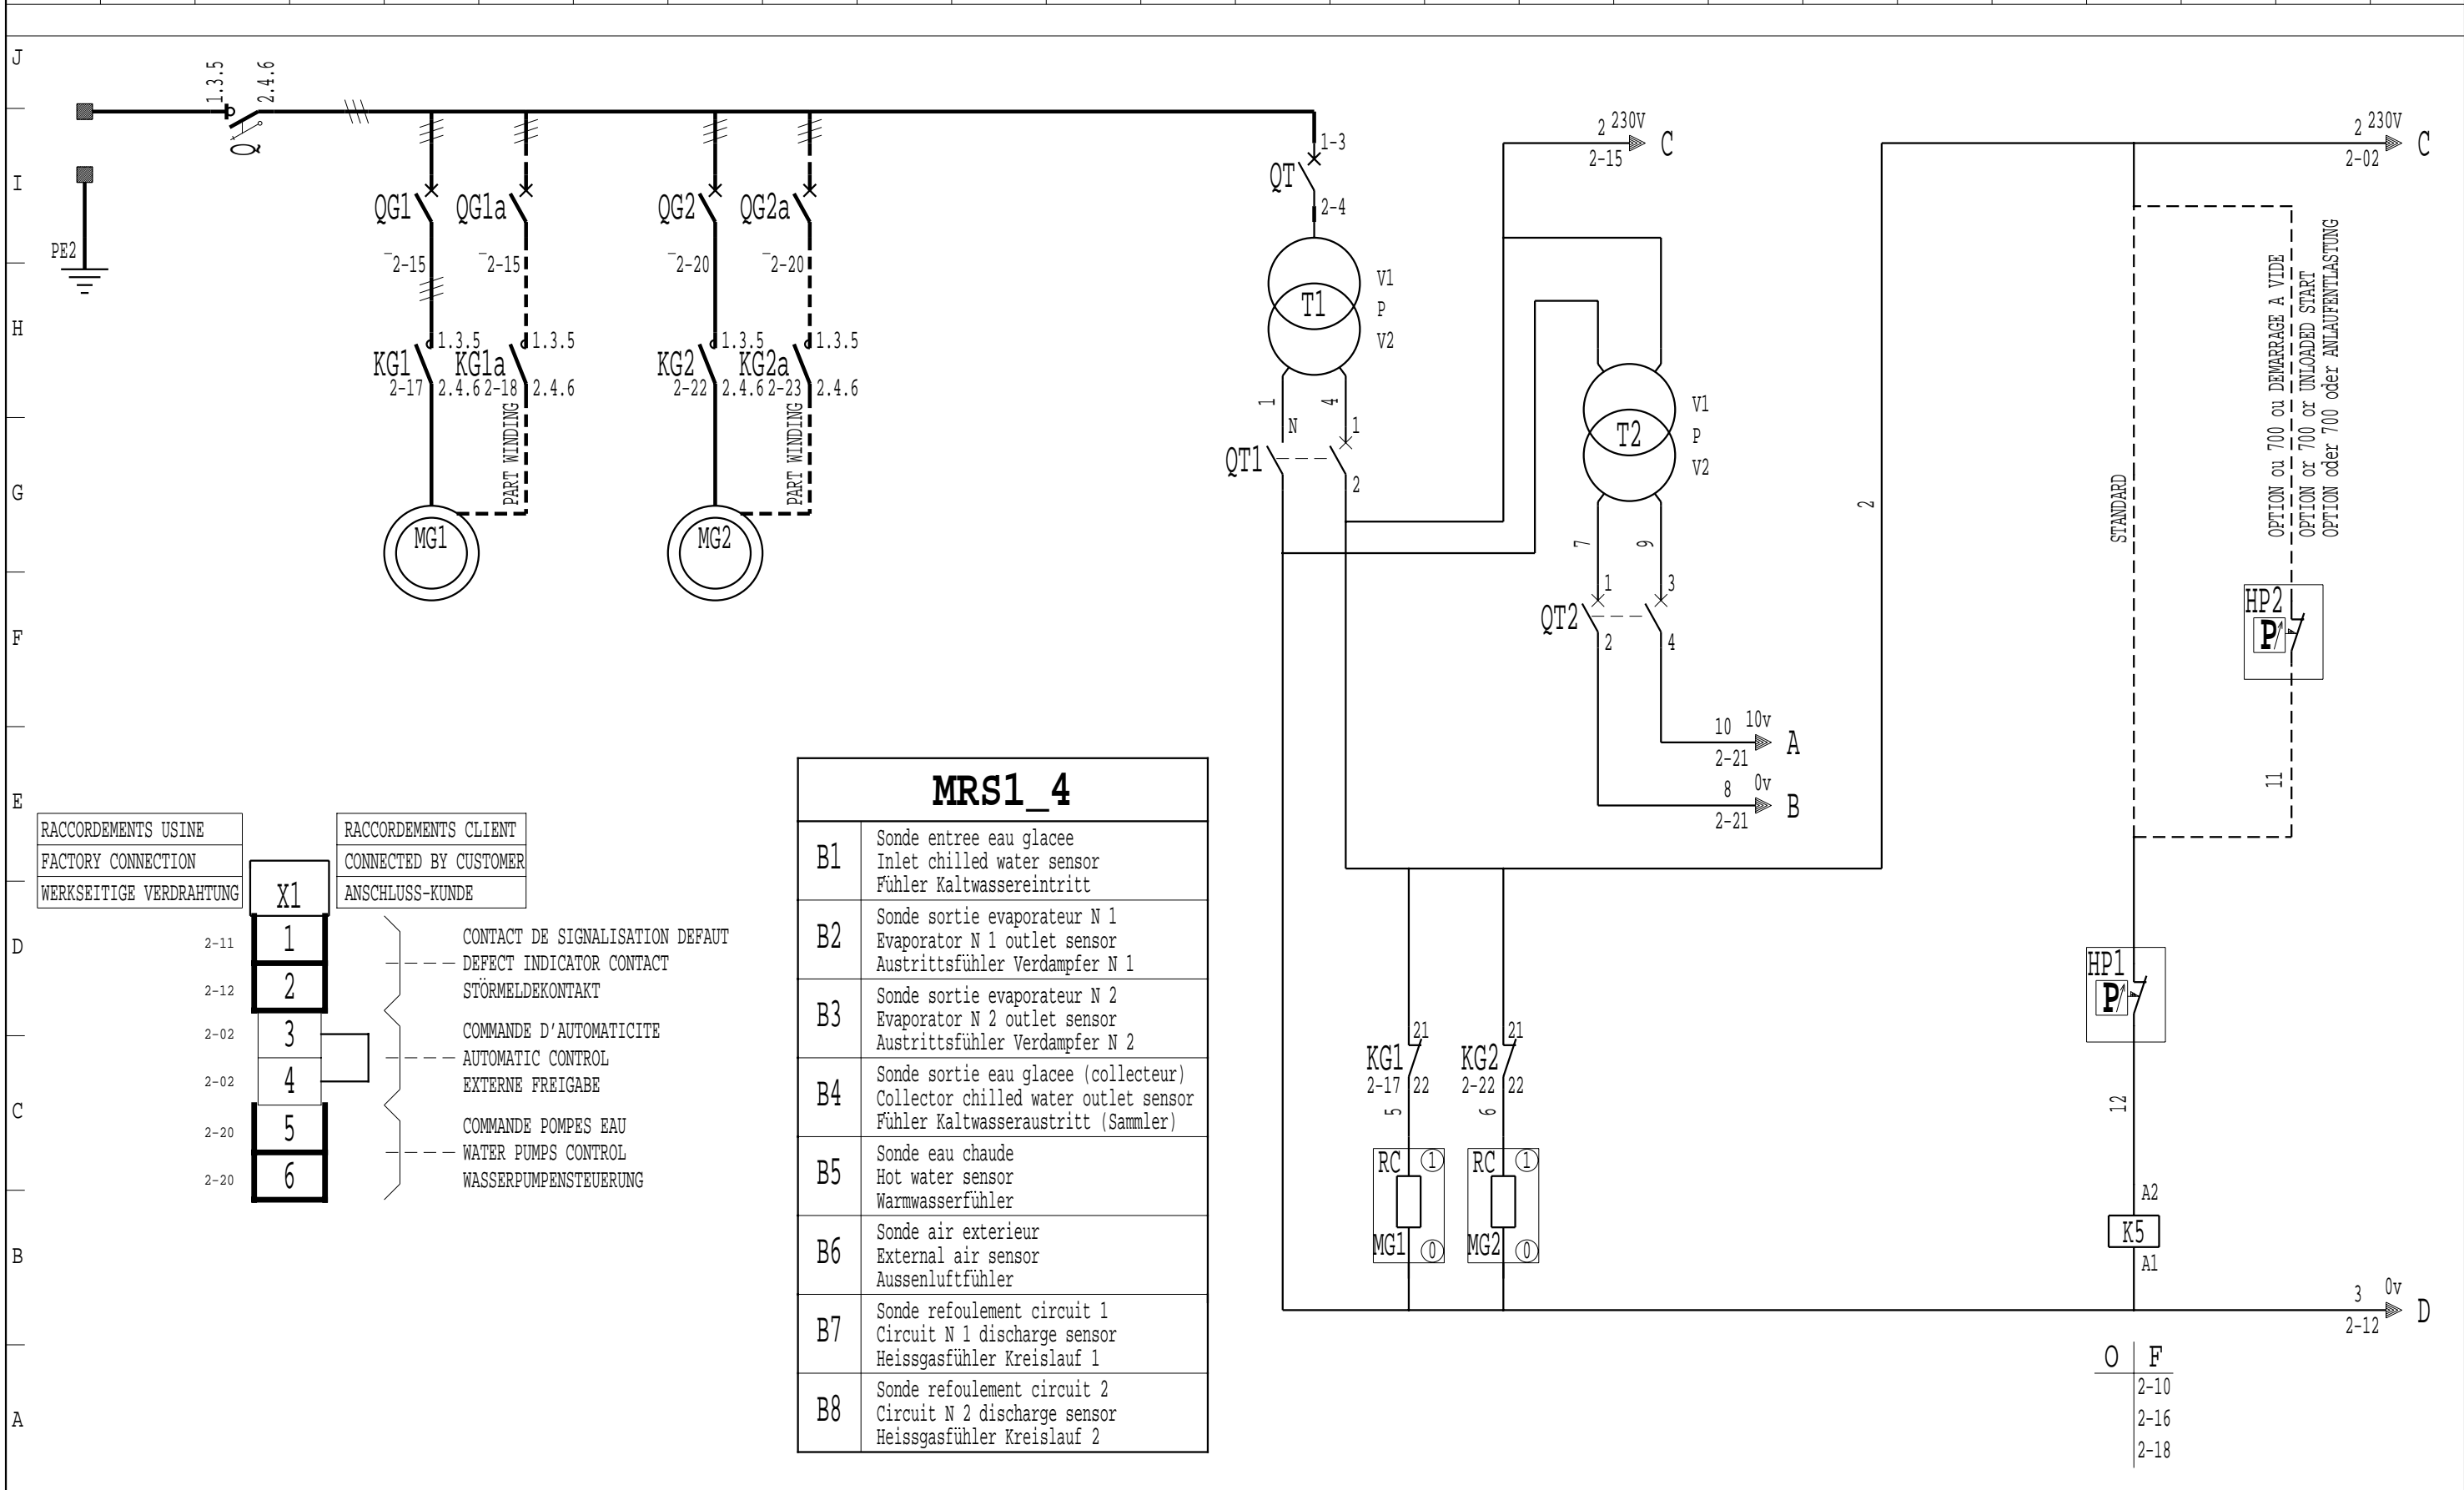 J
I
H
G
F
E
D
C
B
A
1.3.5
2.4.6
Q
PE2
QG1
QG1a
QG2
QG2a
2-15
2-15
2-20
2-20
1.3.5
1.3.5
1.3.5
1.3.5
KG1
KG1a
KG2
KG2a
2-17
2.4.6
2-18
2.4.6
2-22
2.4.6
2-23
2.4.6
PART WINDING
PART WINDING
MG1
MG2
1-3
QT
2-4
T1
V1
P
V2
1
4
N
1
QT1
2
2 230V
2-15
C
T2
V1
P
V2
7
9
1
3
QT2
2
4
10 10v
2-21
A
8 0v
2-21
B
2
2 230V
2-02
C
STANDARD
OPTION ou 700 ou DEMARRAGE A VIDE
OPTION or 700 or UNLOADED START
OPTION oder 700 oder ANLAUFENTLASTUNG
HP2
P
11
HP1
P
12
A2
K5
A1
KG1
21
2-17
22
5
KG2
21
2-22
22
6
RC
1
MG1
0
RC
1
MG2
0
3 0v
2-12
D
O F
2-10
2-16
2-18
RACCORDEMENTS USINE
FACTORY CONNECTION
WERKSEITIGE VERDRAHTUNG
RACCORDEMENTS CLIENT
CONNECTED BY CUSTOMER
ANSCHLUSS-KUNDE
X1
2-11
1
2-12
2
2-02
3
2-02
4
2-20
5
2-20
6
CONTACT DE SIGNALISATION DEFAUT
DEFECT INDICATOR CONTACT
STÖRMELDEKONTAKT
COMMANDE D'AUTOMATICITE
AUTOMATIC CONTROL
EXTERNE FREIGABE
COMMANDE POMPES EAU
WATER PUMPS CONTROL
WASSERPUMPENSTEUERUNG
MRS1_4
B1
Sonde entree eau glacee
Inlet chilled water sensor
Fühler Kaltwassereintritt
B2
Sonde sortie evaporateur N 1
Evaporator N 1 outlet sensor
Austrittsfühler Verdampfer N 1
B3
Sonde sortie evaporateur N 2
Evaporator N 2 outlet sensor
Austrittsfühler Verdampfer N 2
B4
Sonde sortie eau glacee (collecteur)
Collector chilled water outlet sensor
Fühler Kaltwasseraustritt (Sammler)
B5
Sonde eau chaude
Hot water sensor
Warmwasserfühler
B6
Sonde air exterieur
External air sensor
Aussenluftfühler
B7
Sonde refoulement circuit 1
Circuit N 1 discharge sensor
Heissgasfühler Kreislauf 1
B8
Sonde refoulement circuit 2
Circuit N 2 discharge sensor
Heissgasfühler Kreislauf 2